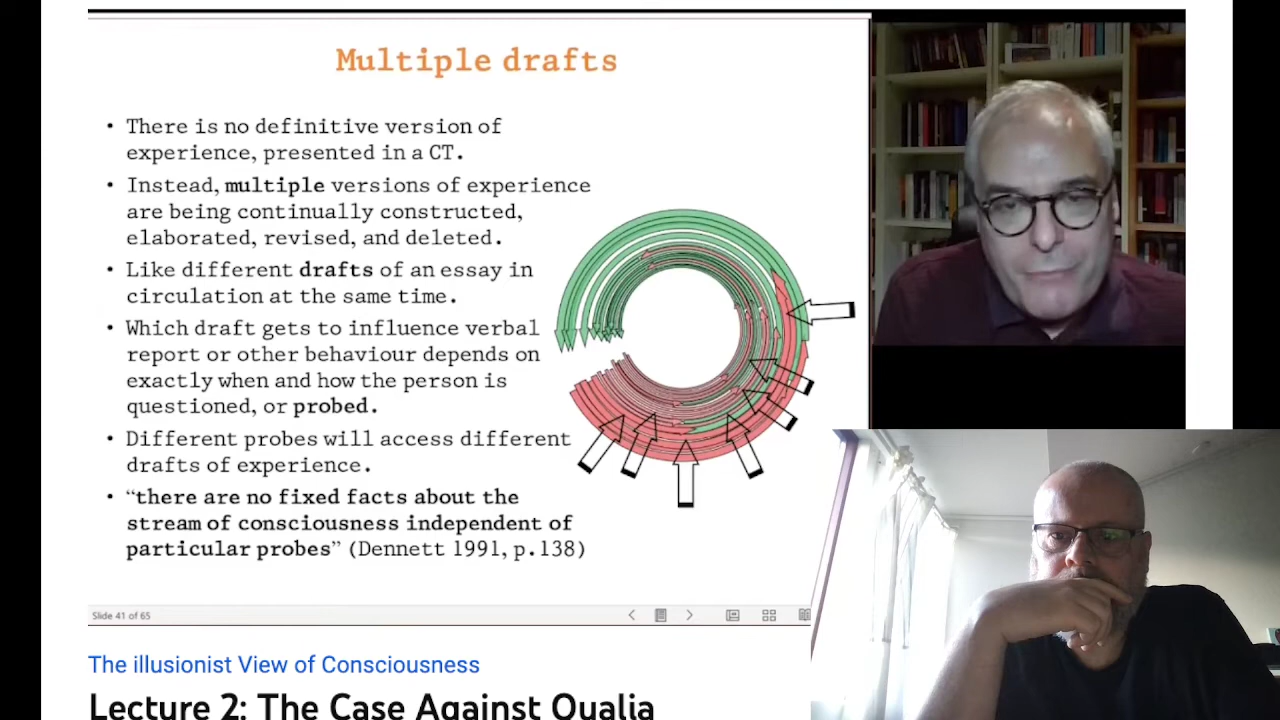 Multiple drafts
• There is no definitive version of
experience, presented in a CT.
• Instead, multiple versions of experience
are being continually constructed,
elaborated, revised, and deleted.
• Like different drafts of an essay in
circulation at the same time.
• Which draft gets to influence verbal
report or other behaviour depends on
exactly when and how the person is
questioned, or probed.
• Different probes will access different
drafts of experience.
• “there are no fixed facts about the
stream of consciousness independent of
particular probes” (Dennett 1991, p.138)
Slide 41 of 65
The illusionist View of Consciousness
Lecture 2: The Case Against Qualia